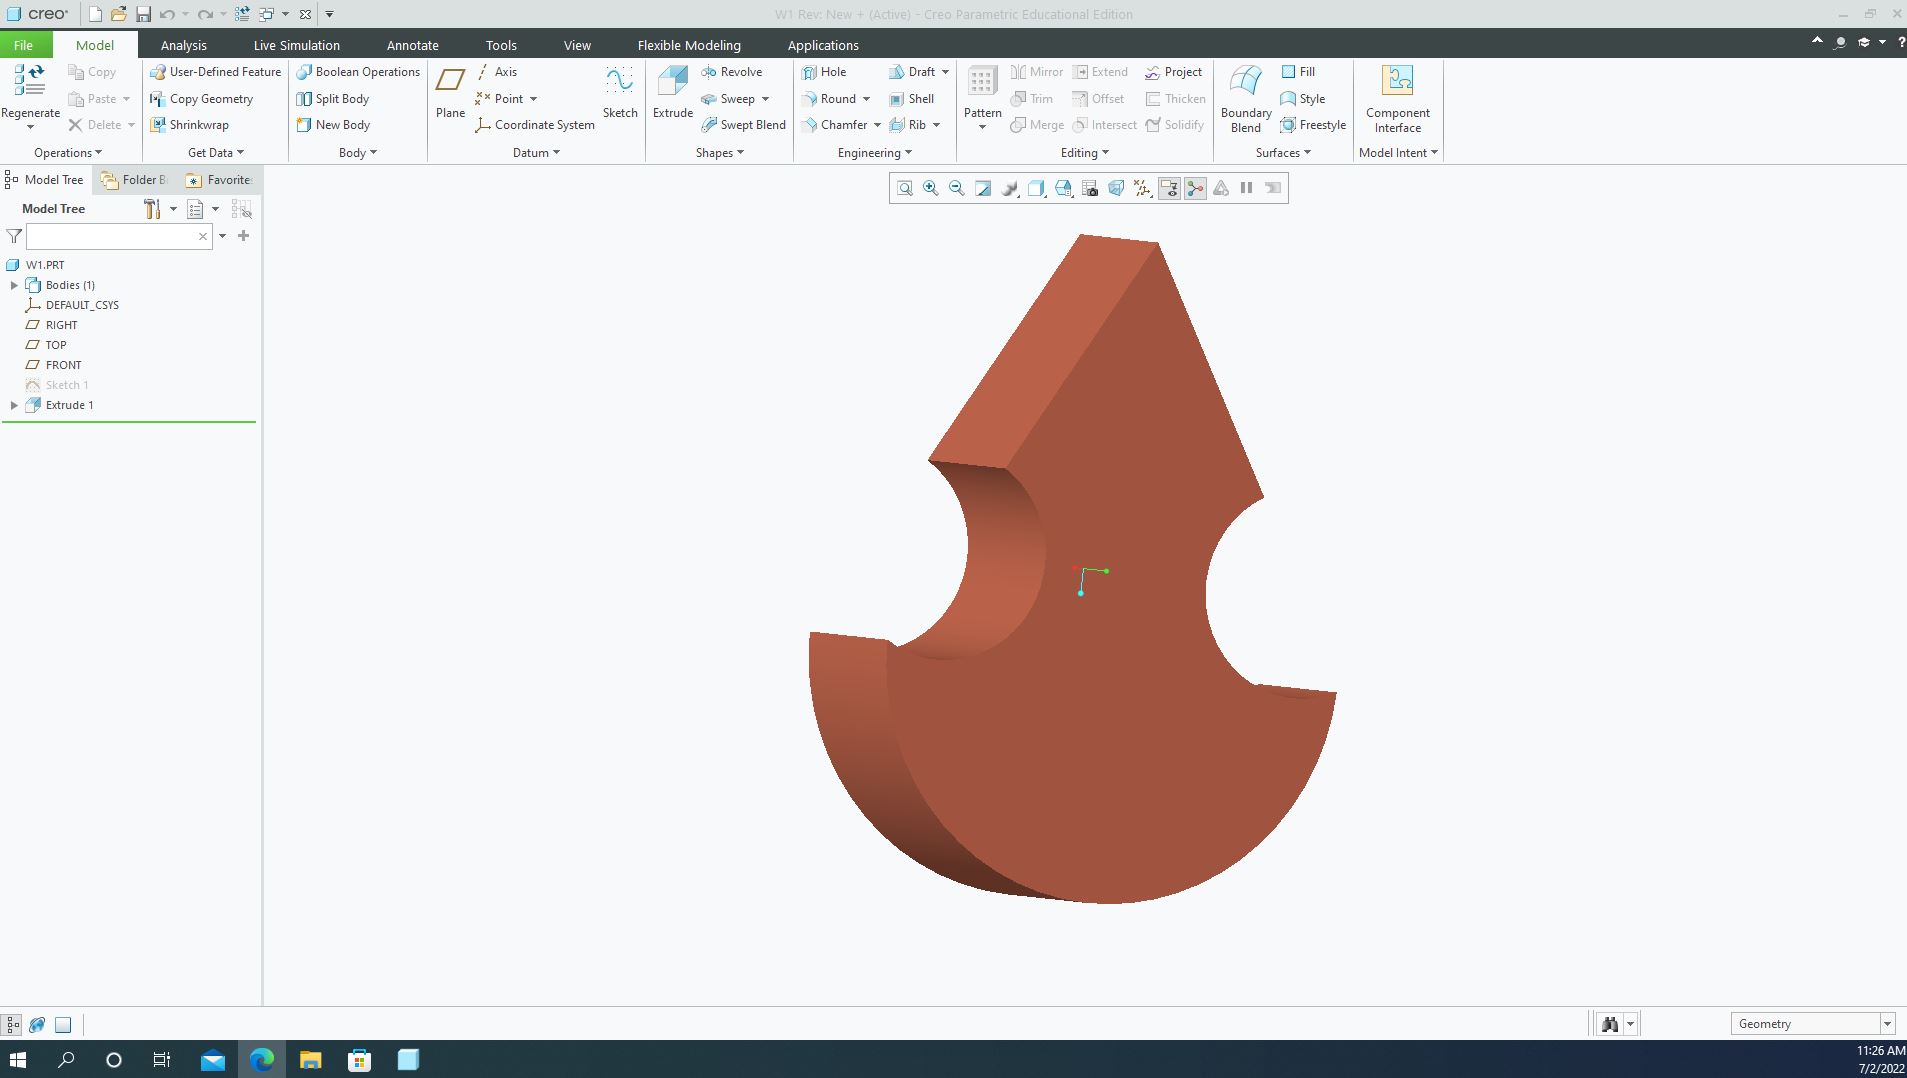 creo°
W1 Rev: New + (Active) - Creo Parametric Educational Edition
File Model Analysis Live Simulation Annotate Tools View Flexible Modeling Applications ?
Copy User-Defined Feature Boolean Operations Axis Revolve Hole Draft Mirror Extend Project Fill
Regenerate Paste Copy Geometry Split Body Plane Point Sketch Extrude Sweep Round Shell Pattern Trim Offset Thicken Boundary Blend Style Component Interface
Delete Shrinkwrap New Body Coordinate System Swept Blend Chamfer Rib Merge Intersect Solidify Freestyle
Operations Get Data Body Datum Shapes Engineering Editing Surfaces Model Intent
Model Tree Folder B Favorite
Model Tree
W1.PRT
Bodies (1)
DEFAULT_CSYS
RIGHT
TOP
FRONT
Sketch 1
Extrude 1
Geometry
11:26 AM
7/2/2022